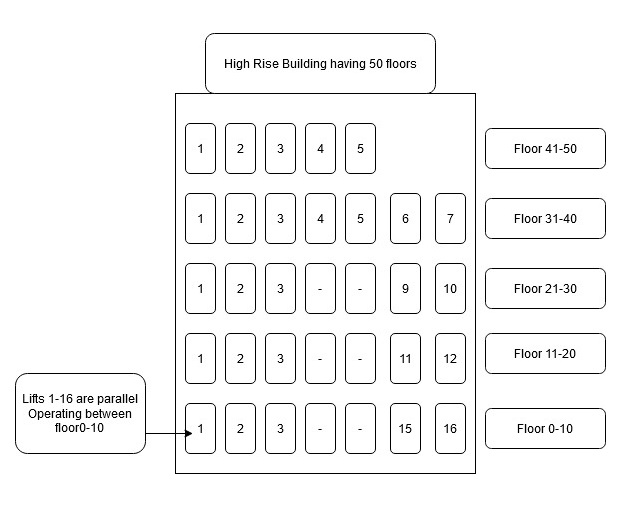 High Rise Building having 50 floors
1 2 3 4 5 Floor 41-50
1 2 3 4 5 6 7 Floor 31-40
1 2 3 - - 9 10 Floor 21-30
1 2 3 - - 11 12 Floor 11-20
Lifts 1-16 are parallel
Operating between
floor0-10
1 2 3 - - 15 16 Floor 0-10